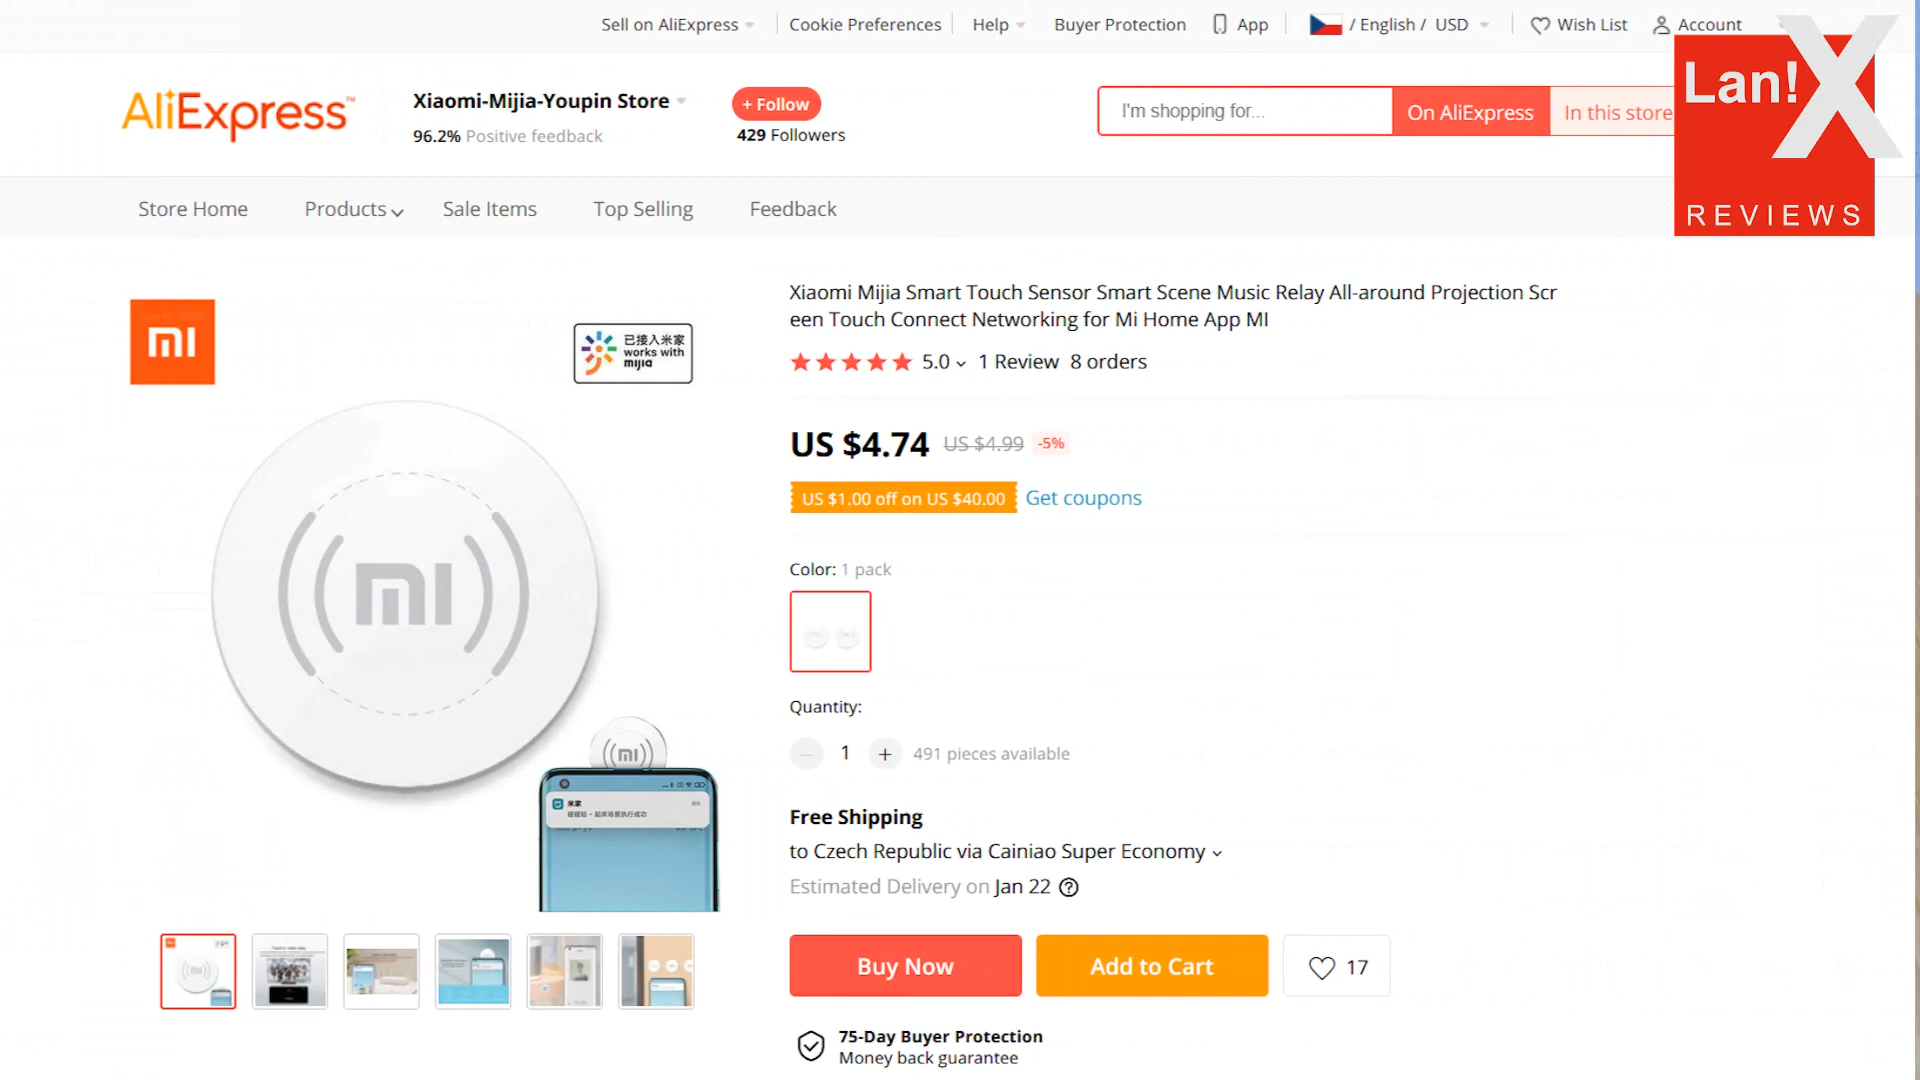 Sell on AliExpress
Cookie Preferences
Help
Buyer Protection
App
/ English / USD
Wish List
Account
Lan!X
REVIEWS
AliExpress™
Xiaomi-Mijia-Youpin Store
96.2% Positive feedback
+ Follow
429 Followers
I'm shopping for...
On AliExpress
In this store
Store Home
Products
Sale Items
Top Selling
Feedback
mi
已接入米家
works with
mijia
mi
mi
米家
Xiaomi Mijia Smart Touch Sensor Smart Scene Music Relay All-around Projection Scr
een Touch Connect Networking for Mi Home App MI
5.0
1 Review
8 orders
US $4.74
US $4.99
-5%
US $1.00 off on US $40.00
Get coupons
Color: 1 pack
Quantity:
1
+
491 pieces available
Free Shipping
to Czech Republic via Cainiao Super Economy
Estimated Delivery on Jan 22
Buy Now
Add to Cart
17
75-Day Buyer Protection
Money back guarantee